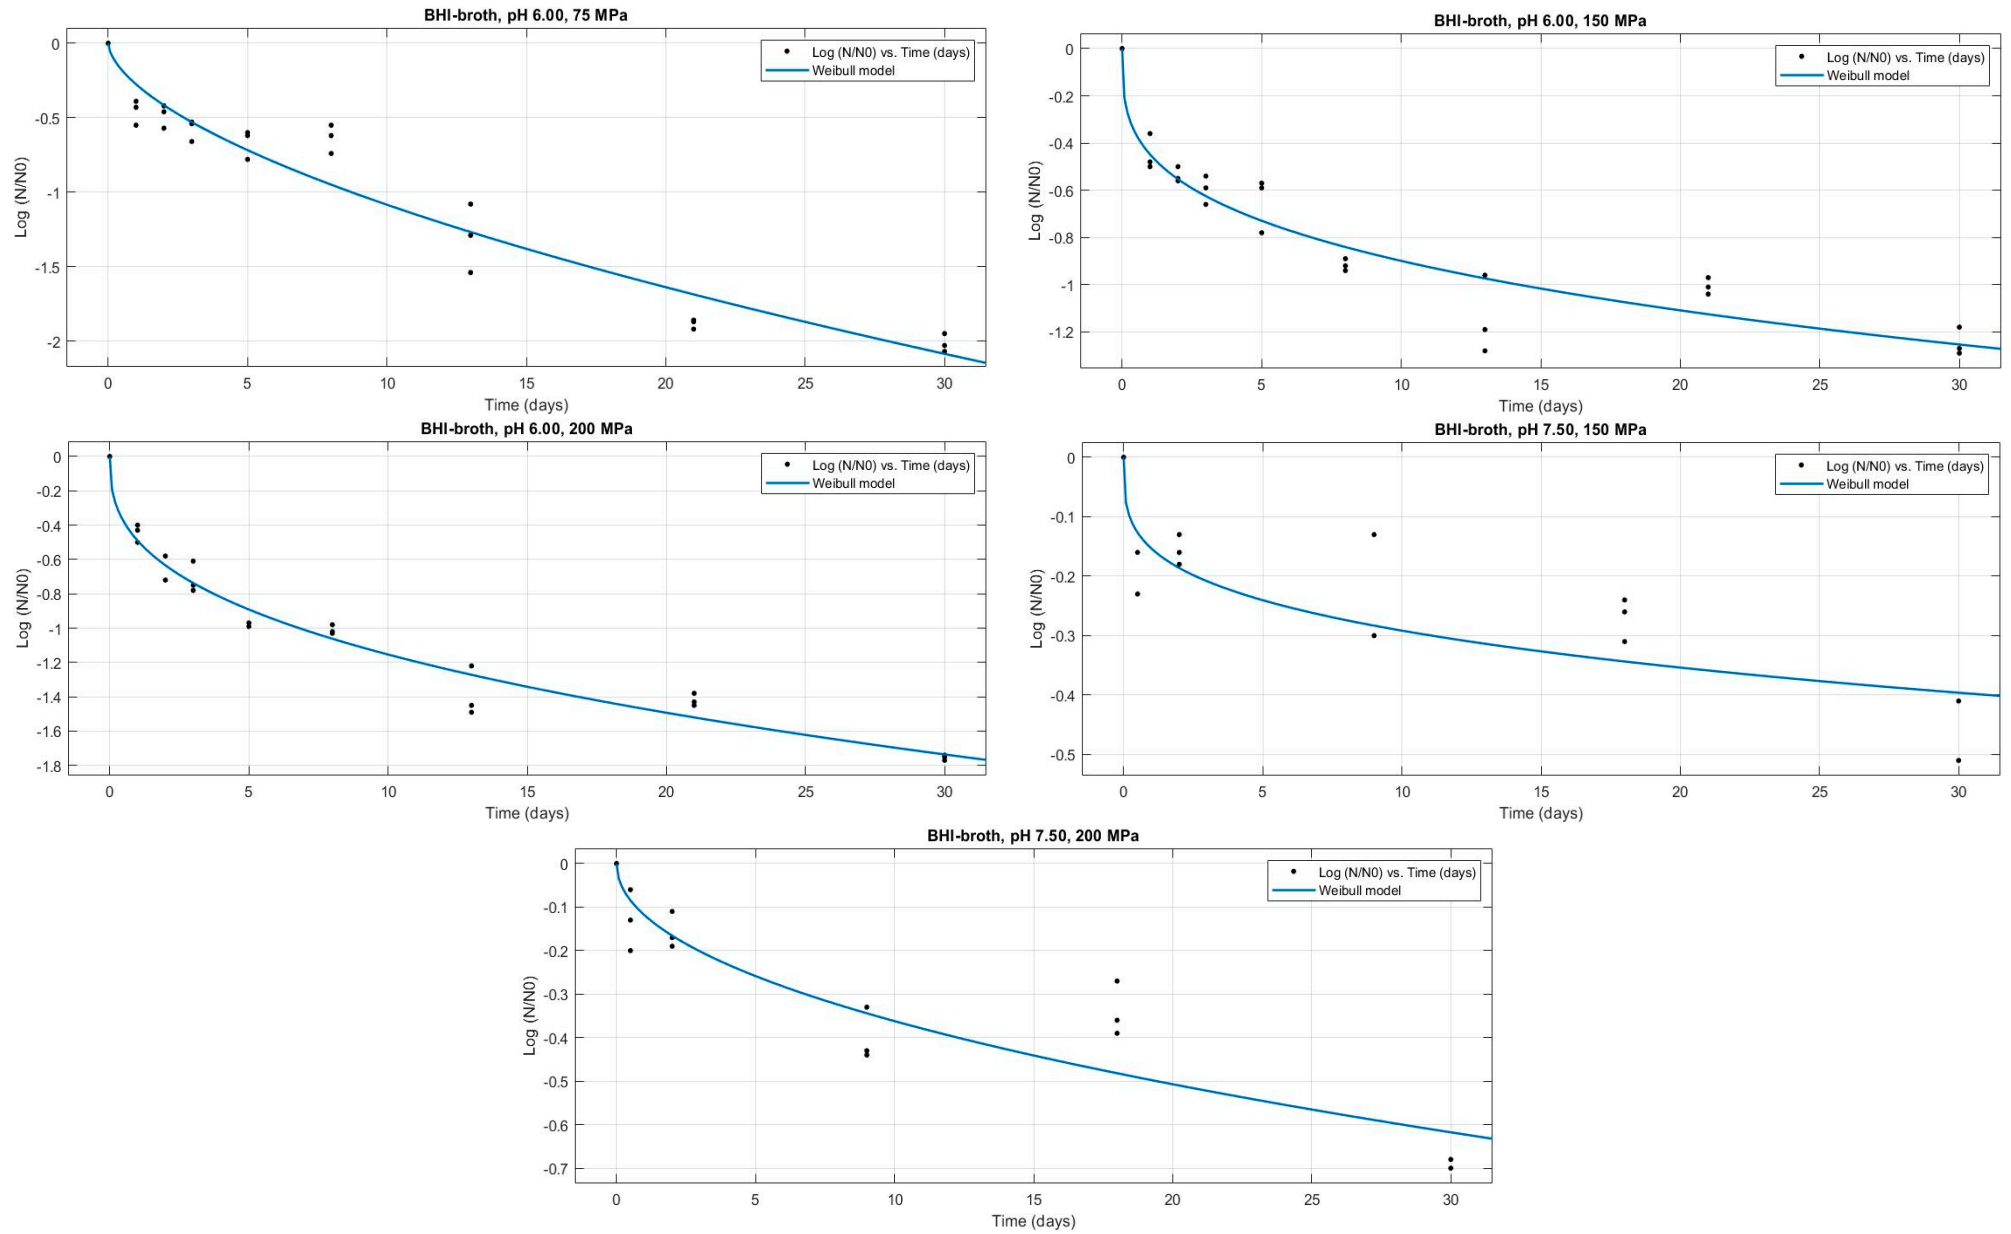 BHI-broth, pH 6.00, 75 MPa
Log (N/N0) vs. Time (days)
Weibull model
0
-0.5
-1
-1.5
-2
Log (N/N0)
0 5 10 15 20 25 30
Time (days)
BHI-broth, pH 6.00, 150 MPa
Log (N/N0) vs. Time (days)
Weibull model
0
-0.2
-0.4
-0.6
-0.8
-1
-1.2
Log (N/N0)
0 5 10 15 20 25 30
Time (days)
BHI-broth, pH 6.00, 200 MPa
Log (N/N0) vs. Time (days)
Weibull model
0
-0.2
-0.4
-0.6
-0.8
-1
-1.2
-1.4
-1.6
-1.8
Log (N/N0)
0 5 10 15 20 25 30
Time (days)
BHI-broth, pH 7.50, 150 MPa
Log (N/N0) vs. Time (days)
Weibull model
0
-0.1
-0.2
-0.3
-0.4
-0.5
Log (N/N0)
0 5 10 15 20 25 30
Time (days)
BHI-broth, pH 7.50, 200 MPa
Log (N/N0) vs. Time (days)
Weibull model
0
-0.1
-0.2
-0.3
-0.4
-0.5
-0.6
-0.7
Log (N/N0)
0 5 10 15 20 25 30
Time (days)